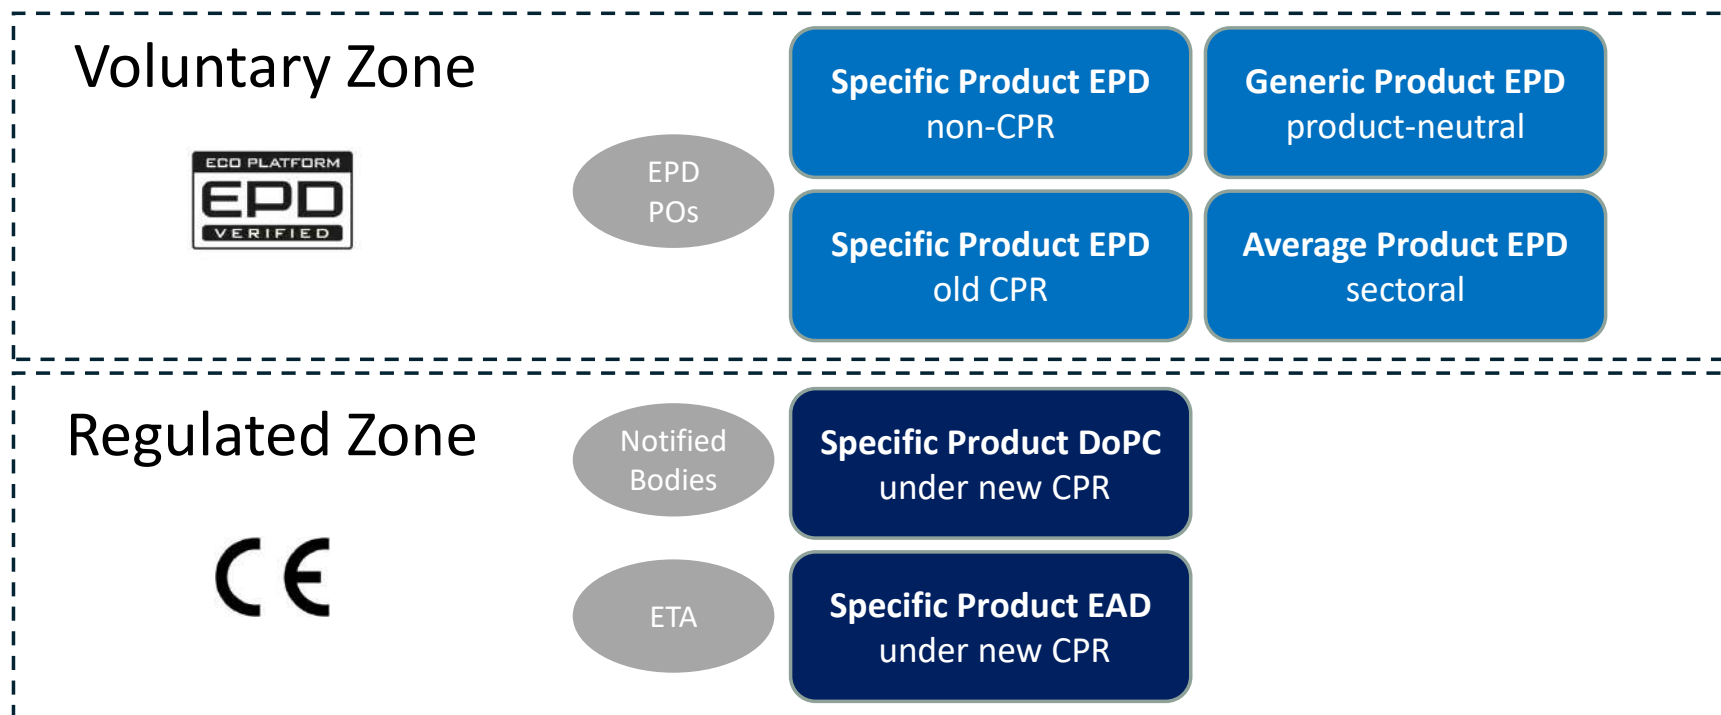 Voluntary Zone
ECO PLATFORM
EPD
VERIFIED
EPD
POs
Specific Product EPD
non-CPR
Generic Product EPD
product-neutral
Specific Product EPD
old CPR
Average Product EPD
sectoral
Regulated Zone
CE
Notified
Bodies
Specific Product DoPC
under new CPR
ETA
Specific Product EAD
under new CPR